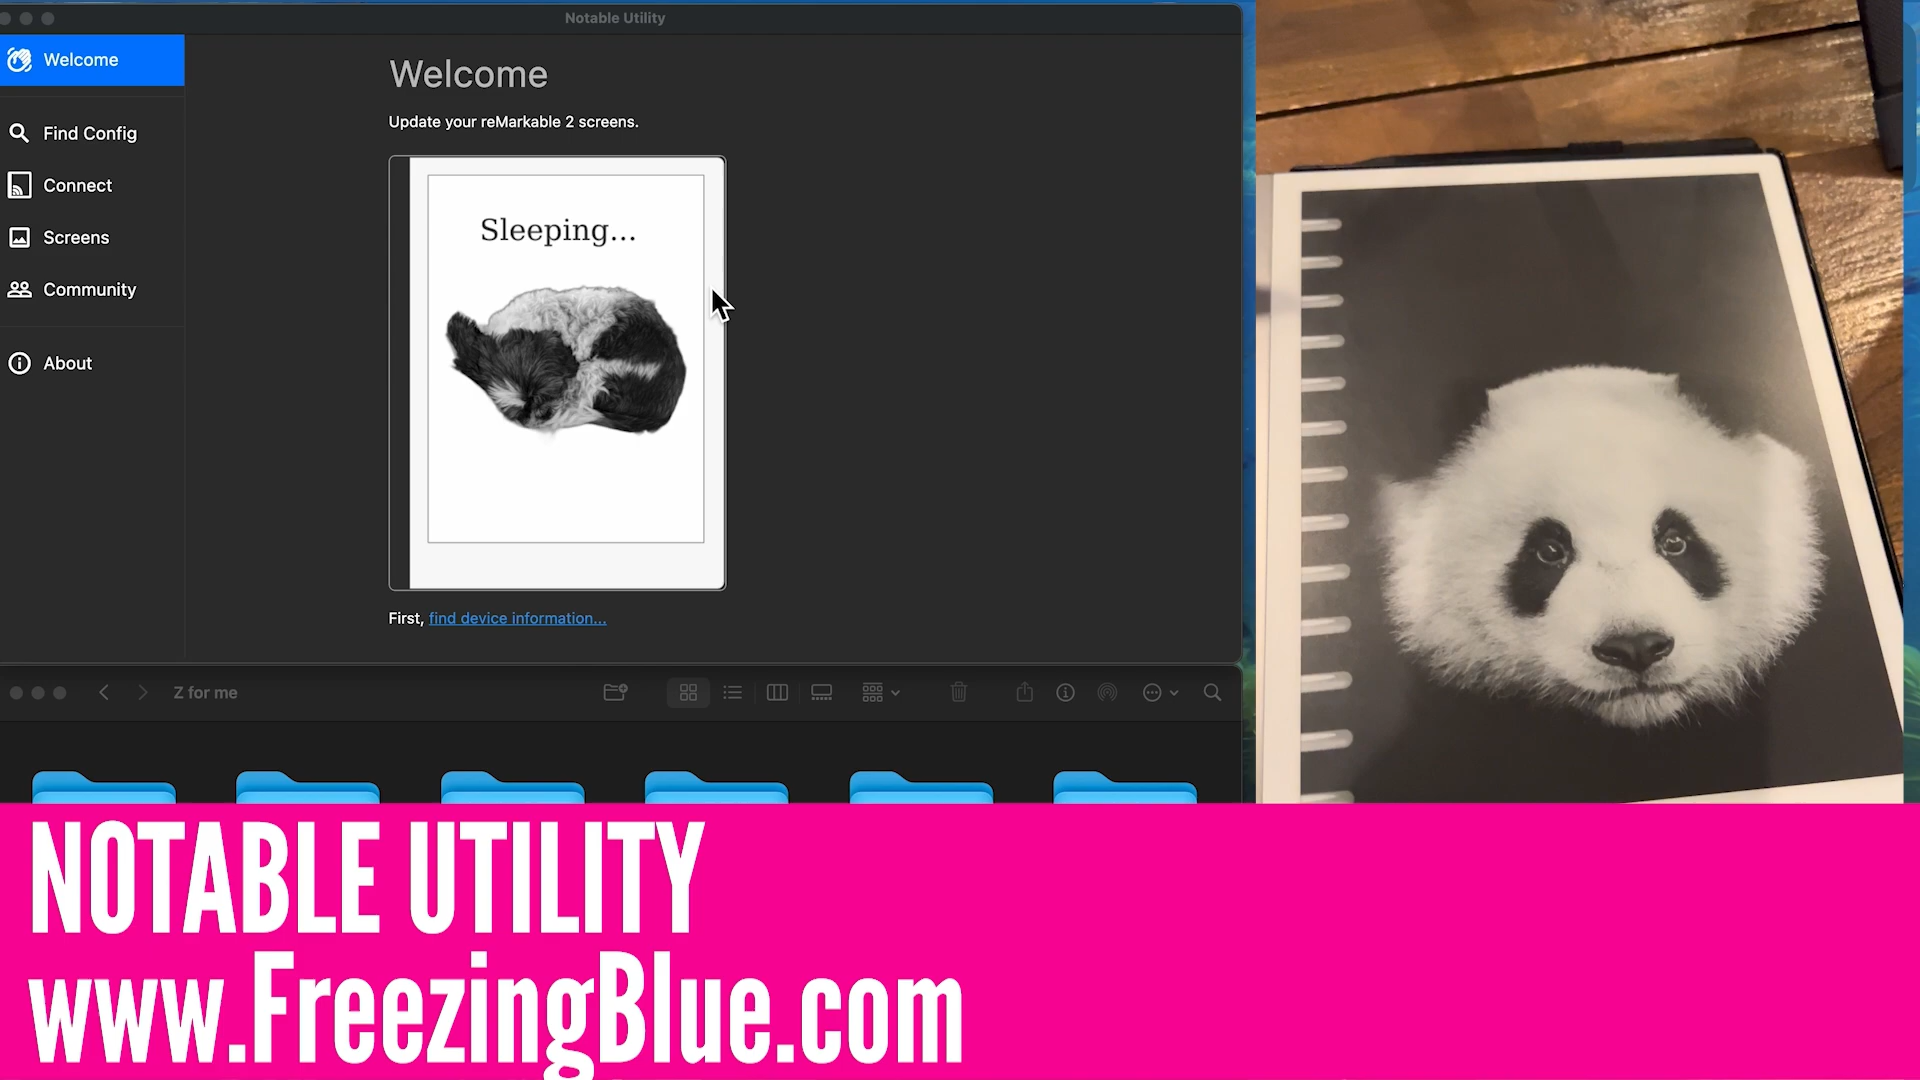 Notable Utility
Welcome
Find Config
Connect
Screens
Community
About
Welcome
Update your reMarkable 2 screens.
Sleeping...
First, find device information...
Z for me
NOTABLE UTILITY
www.FreezingBlue.com